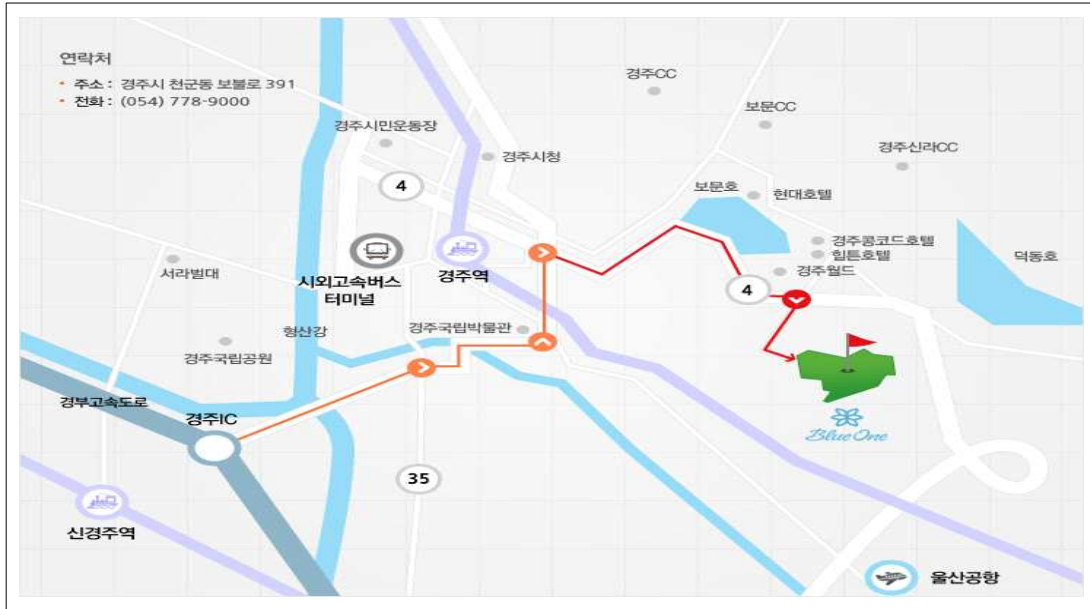 연락처
• 주소 : 경주시 천군동 보불로 391
• 전화 : (054) 778-9000
경주CC
보문CC
경주시민운동장
경주시청
경주신라CC
4
보문호
현대호텔
경주콩코드호텔
힐튼호텔
덕동호
서라벌대
시외고속버스
터미널
경주역
경주월드
4
형산강
경주국립박물관
경주국립공원
경부고속도로
경주IC
BlueOne
35
신경주역
울산공항